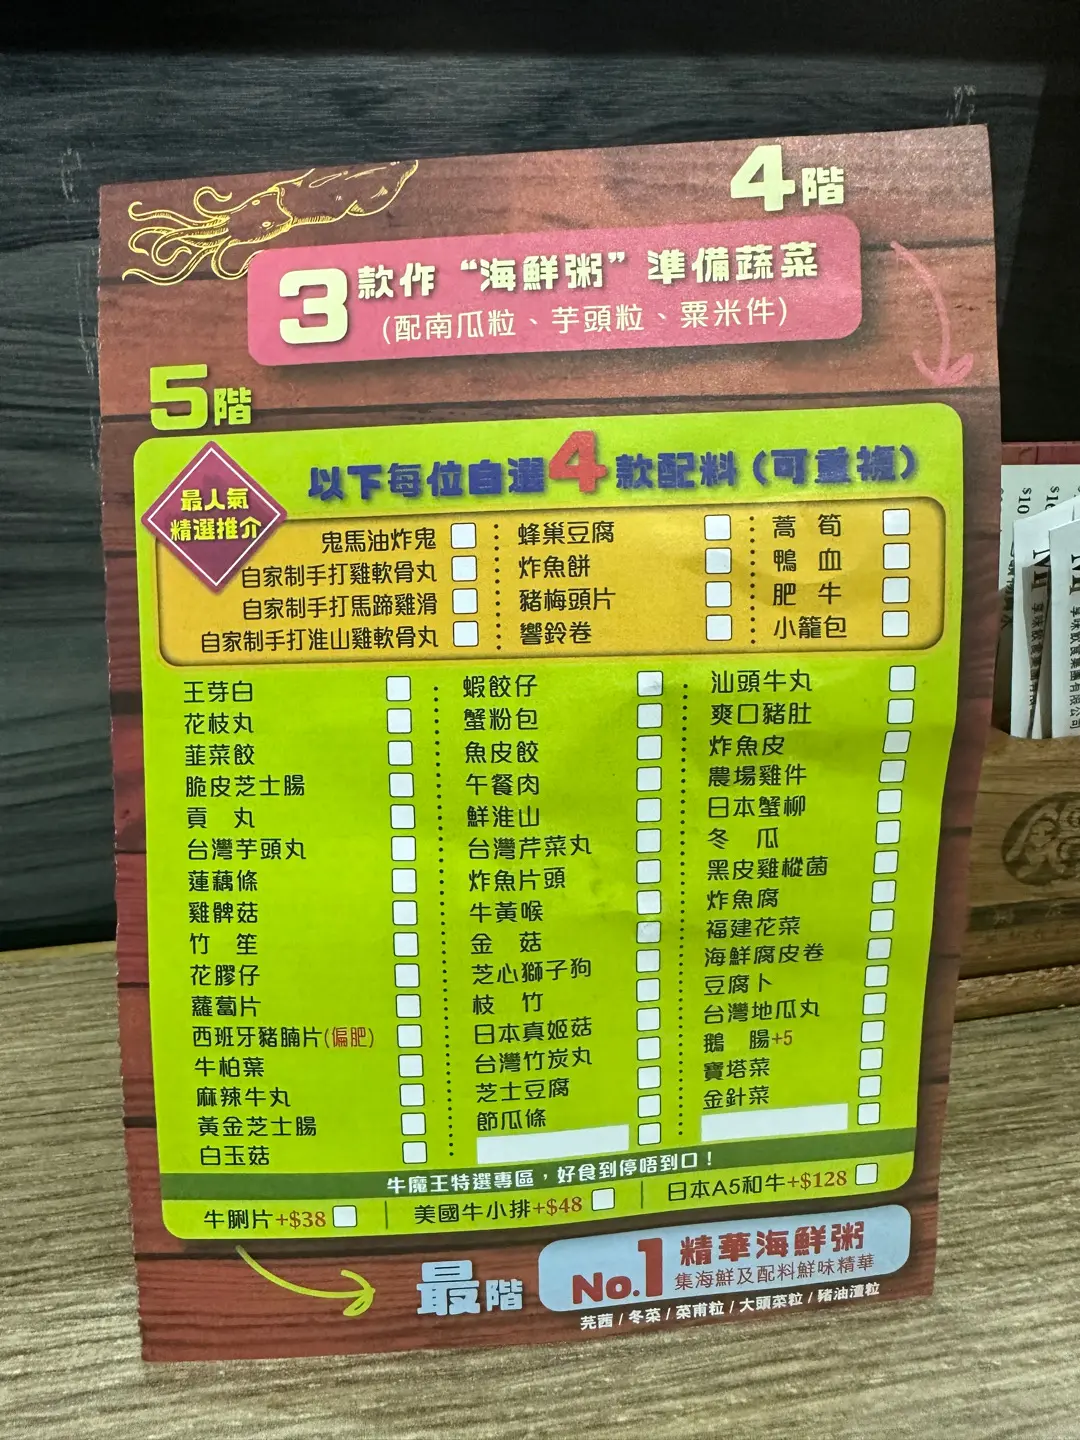 4階
3款作“海鮮粥”準備蔬菜
(配南瓜粒、芋頭粒、粟米件)
5階
最人氣
精選推介
以下每位自選4款配料（可重複）
鬼馬油炸鬼
自家制手打雞軟骨丸
自家制手打馬蹄雞滑
自家制手打淮山雞軟骨丸
蜂巢豆腐
炸魚餅
豬梅頭片
響鈴卷
萵筍
鴨血
肥牛
小籠包
王芽白
花枝丸
韮菜餃
脆皮芝士腸
貢丸
台灣芋頭丸
蓮藕條
雞髀菇
竹笙
花膠仔
蘿蔔片
西班牙豬腩片(偏肥)
牛柏葉
麻辣牛丸
黃金芝士腸
白玉菇
蝦餃仔
蟹粉包
魚皮餃
午餐肉
鮮淮山
台灣芹菜丸
炸魚片頭
牛黃喉
金菇
芝心獅子狗
枝竹
日本真姬菇
台灣竹炭丸
芝士豆腐
節瓜條
汕頭牛丸
爽口豬肚
炸魚皮
農場雞件
日本蟹柳
冬瓜
黑皮雞樅菌
炸魚腐
福建花菜
海鮮腐皮卷
豆腐卜
台灣地瓜丸
鵝腸+5
寶塔菜
金針菜
牛魔王特選專區，好食到停唔到口！
牛脷片+$38
美國牛小排+$48
日本A5和牛+$128
最階
No.1 精華海鮮粥
集海鮮及配料鮮味精華
芫茜/冬菜/菜甫粒/大頭菜粒/豬油渣粒